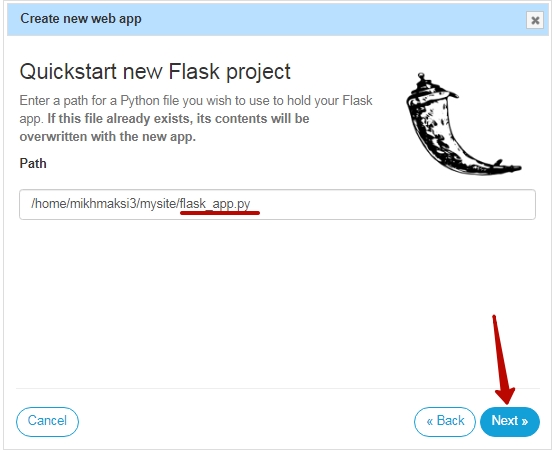 Create new web app
Quickstart new Flask project
Enter a path for a Python file you wish to use to hold your Flask
app. If this file already exists, its contents will be
overwritten with the new app.
Path
/home/mikhmaksi3/mysite/flask_app.py
Cancel
« Back
Next »